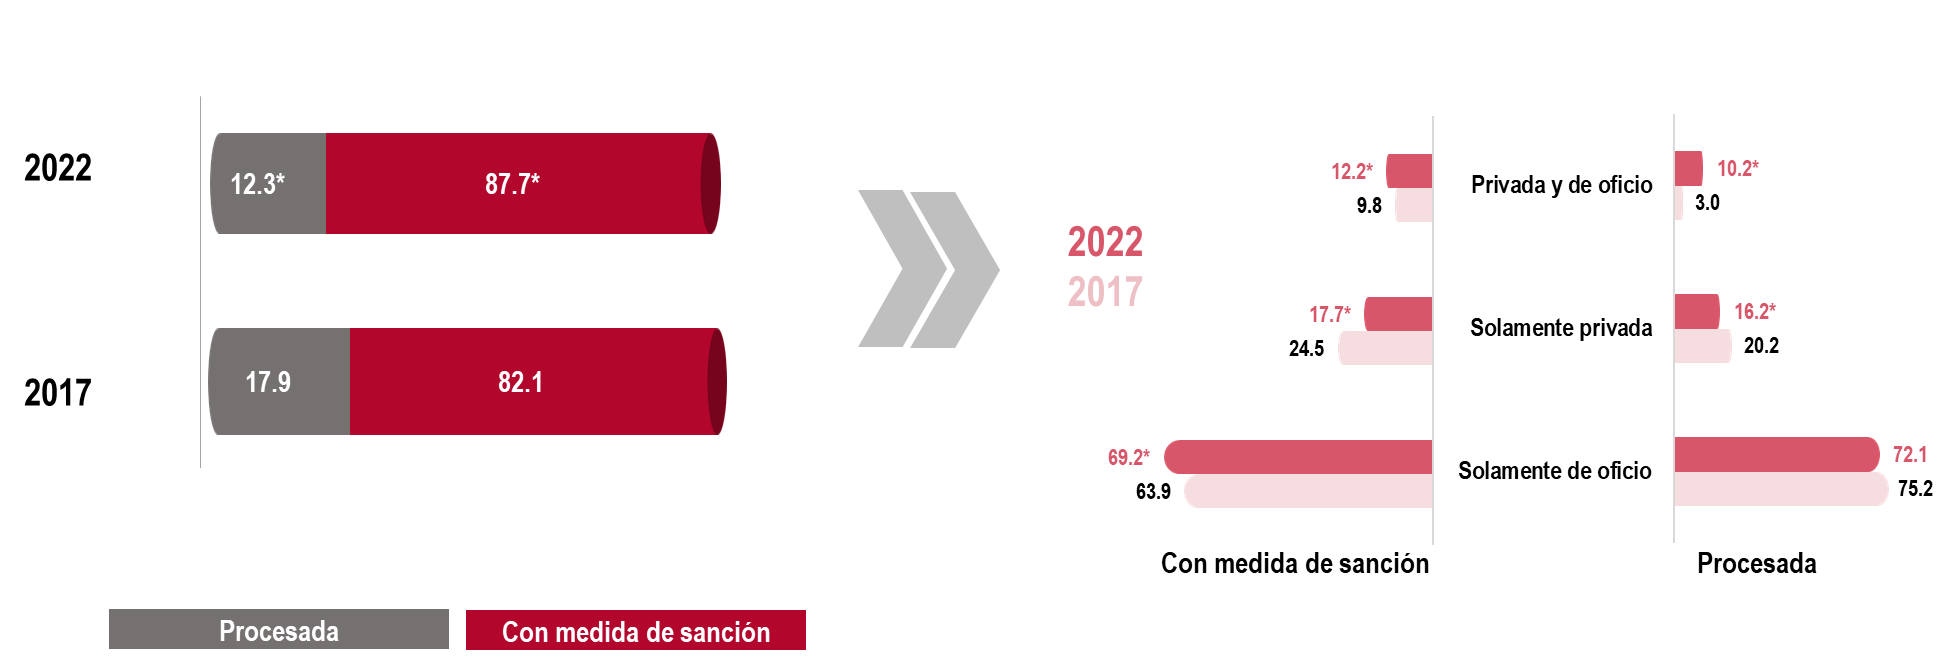 2022
12.3*
87.7*
2017
17.9
82.1
Procesada
Con medida de sanción
2022
2017
12.2*
9.8
Privada y de oficio
10.2*
3.0
17.7*
24.5
Solamente privada
16.2*
20.2
69.2*
63.9
Solamente de oficio
72.1
75.2
Con medida de sanción
Procesada